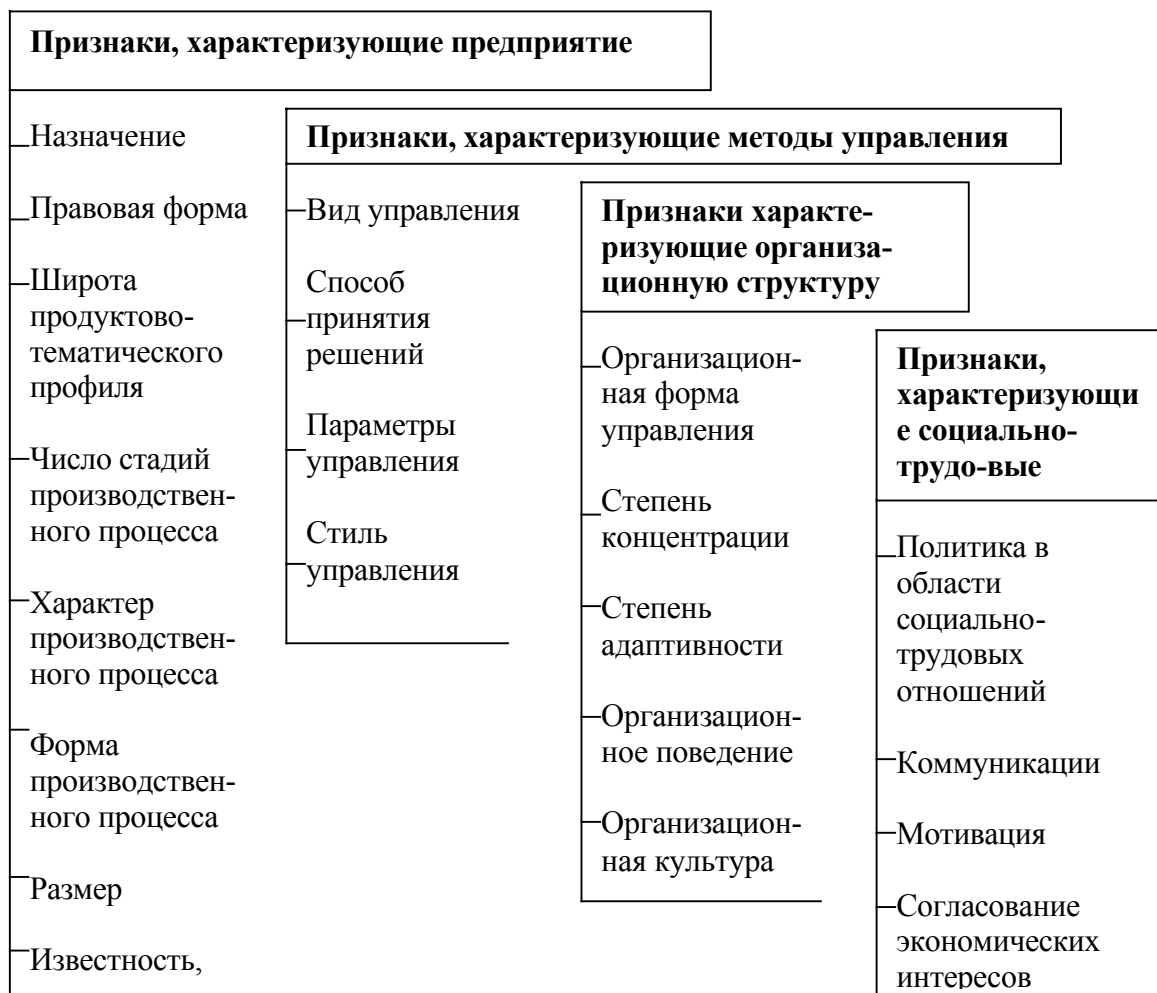 Признаки, характеризующие предприятие
Назначение
Правовая форма
Широта
продуктово-
тематического
профиля
Число стадий
производствен-
ного процесса
Характер
производствен-
ного процесса
Форма
производствен-
ного процесса
Размер
Известность,
Признаки, характеризующие методы управления
Вид управления
Способ
принятия
решений
Параметры
управления
Стиль
управления
Признаки характе-
ризующие организа-
ционную структуру
Организацион-
ная форма
управления
Степень
концентрации
Степень
адаптивности
Организацион-
ное поведение
Организацион-
ная культура
Признаки,
характеризующи
е социально-
трудо-вые
Политика в
области
социально-
трудовых
отношений
Коммуникации
Мотивация
Согласование
экономических
интересов